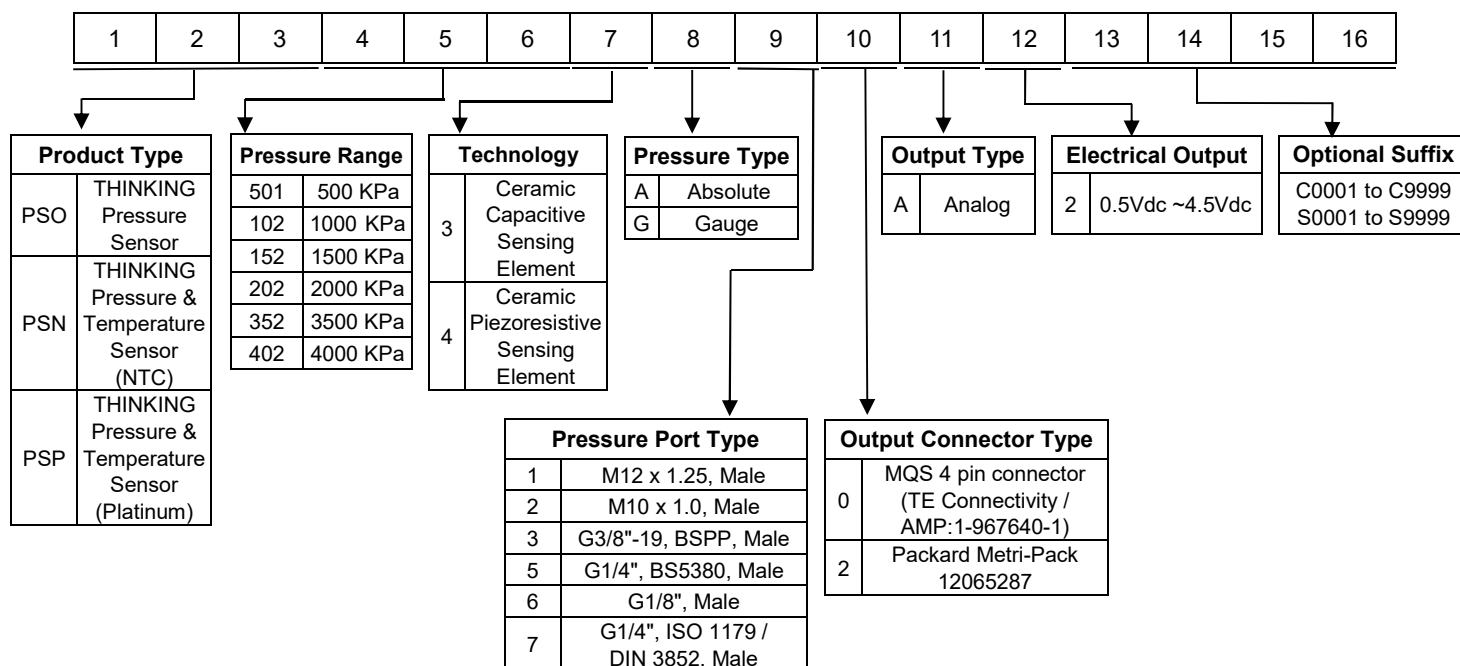 1 2 3 4 5 6 7 8 9 10 11 12 13 14 15 16
Product Type
PSO
THINKING
Pressure
Sensor
PSN
THINKING
Pressure &
Temperature
Sensor
(NTC)
PSP
THINKING
Pressure &
Temperature
Sensor
(Platinum)
Pressure Range
501 500 KPa
102 1000 KPa
152 1500 KPa
202 2000 KPa
352 3500 KPa
402 4000 KPa
Technology
3
Ceramic
Capacitive
Sensing
Element
4
Ceramic
Piezoresistive
Sensing
Element
Pressure Type
A Absolute
G Gauge
Output Type
A Analog
Electrical Output
2 0.5Vdc ~4.5Vdc
Optional Suffix
C0001 to C9999
S0001 to S9999
Pressure Port Type
1 M12 x 1.25, Male
2 M10 x 1.0, Male
3 G3/8"-19, BSPP, Male
5 G1/4", BS5380, Male
6 G1/8", Male
7
G1/4", ISO 1179 /
DIN 3852, Male
Output Connector Type
0
MQS 4 pin connector
(TE Connectivity /
AMP:1-967640-1)
2
Packard Metri-Pack
12065287